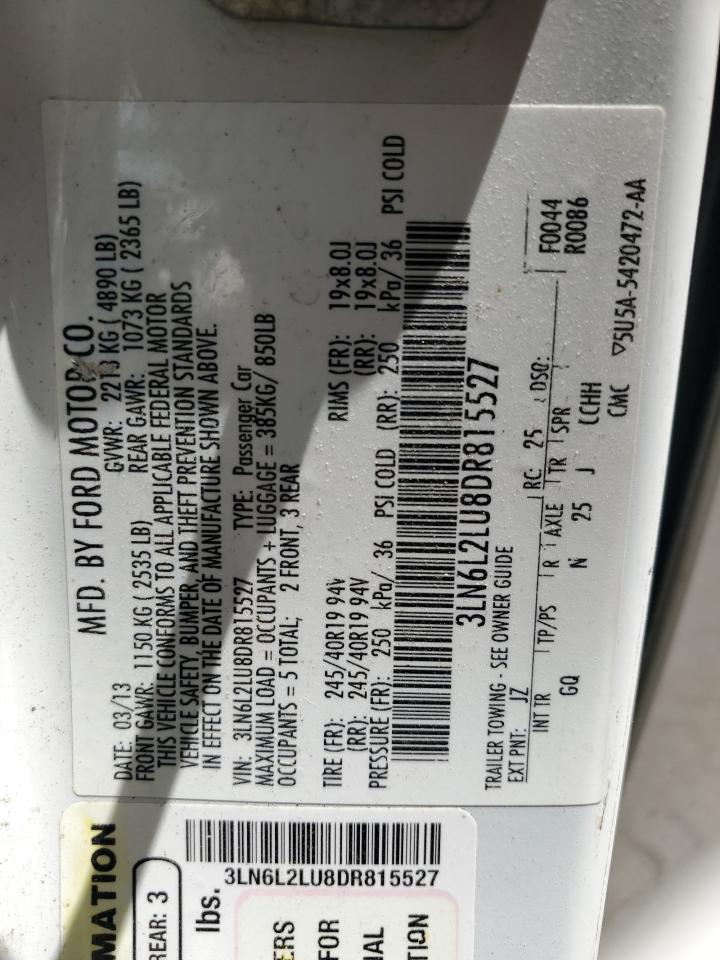 MFD. BY FORD MOTOR CO.
DATE: 03/13 GVWR: 2213 KG ( 4890 LB)
FRONT GAWR: 1150 KG ( 2535 LB) REAR GAWR: 1073 KG ( 2365 LB)
THIS VEHICLE CONFORMS TO ALL APPLICABLE FEDERAL MOTOR
VEHICLE SAFETY, BUMPER, AND THEFT PREVENTION STANDARDS
IN EFFECT ON THE DATE OF MANUFACTURE SHOWN ABOVE.
VIN: 3LN6L2LU8DR815527 TYPE: Passenger Car
MAXIMUM LOAD = OCCUPANTS + LUGGAGE = 385KG/ 850LB
OCCUPANTS = 5 TOTAL; 2 FRONT, 3 REAR
TIRE (FR): 245/40R19 94V RIMS (FR): 19x8.0J
(RR): 245/40R19 94V (RR): 19x8.0J
PRESSURE (FR): 250 kPa/ 36 PSI COLD (RR): 250 kPa/ 36 PSI COLD
3LN6L2LU8DR815527
TRAILER TOWING - SEE OWNER GUIDE
EXT PNT: JZ RC: 25 DSO: F0044
INT TR TP/PS R AXLE TR SPR R0086
GQ N 25 J CCHH
CMC ▽5U5A-5420472-AA
MATION
REAR: 3
lbs.
3LN6L2LU8DR815527
ERS
FOR
IAL
TION